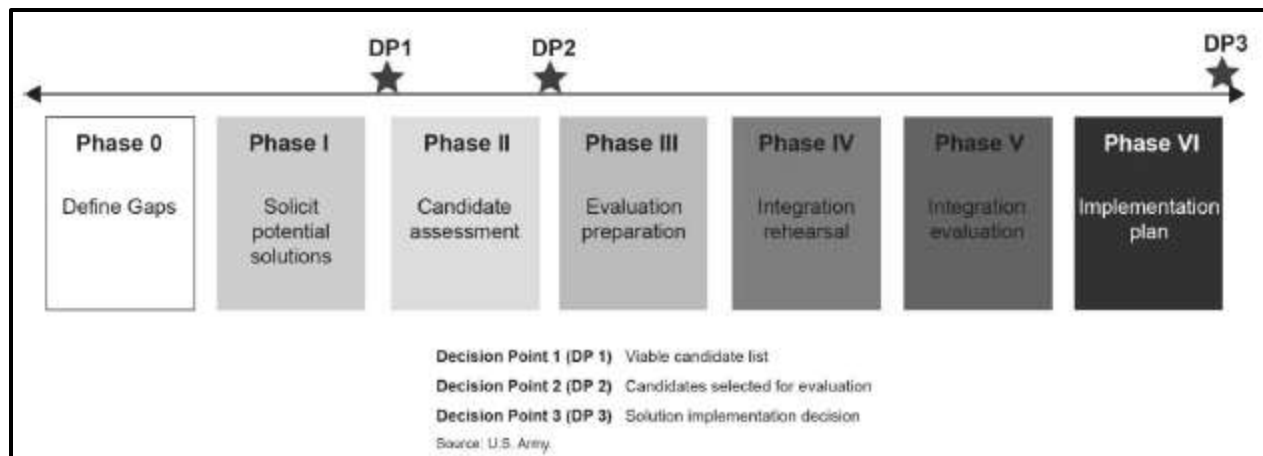 DP1
DP2
DP3
Phase 0
Define Gaps
Phase I
Solicit
potential
solutions
Phase II
Candidate
assessment
Phase III
Evaluation
preparation
Phase IV
Integration
rehearsal
Phase V
Integration
evaluation
Phase VI
Implementation
plan
Decision Point 1 (DP 1) Viable candidate list
Decision Point 2 (DP 2) Candidates selected for evaluation
Decision Point 3 (DP 3) Solution implementation decision
Source: U.S. Army.